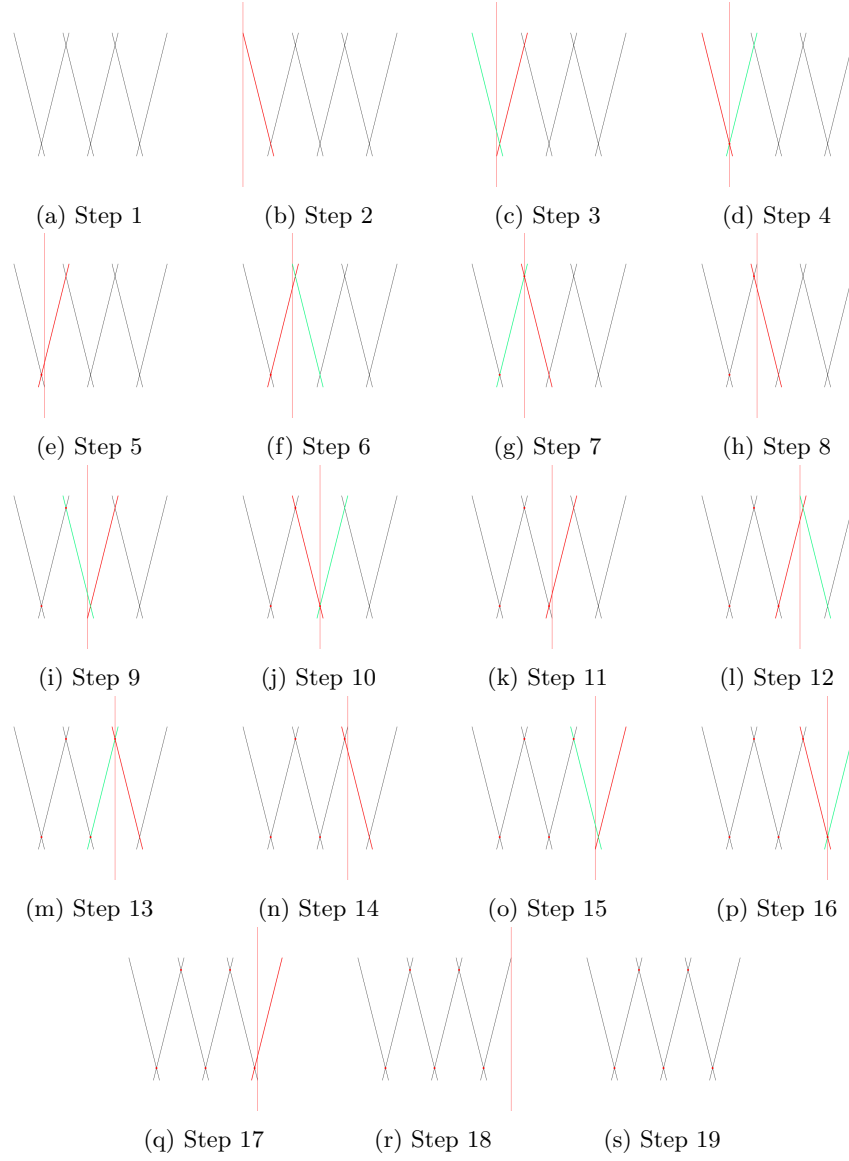 (a) Step 1 (b) Step 2 (c) Step 3 (d) Step 4
(e) Step 5 (f) Step 6 (g) Step 7 (h) Step 8
(i) Step 9 (j) Step 10 (k) Step 11 (l) Step 12
(m) Step 13 (n) Step 14 (o) Step 15 (p) Step 16
(q) Step 17 (r) Step 18 (s) Step 19